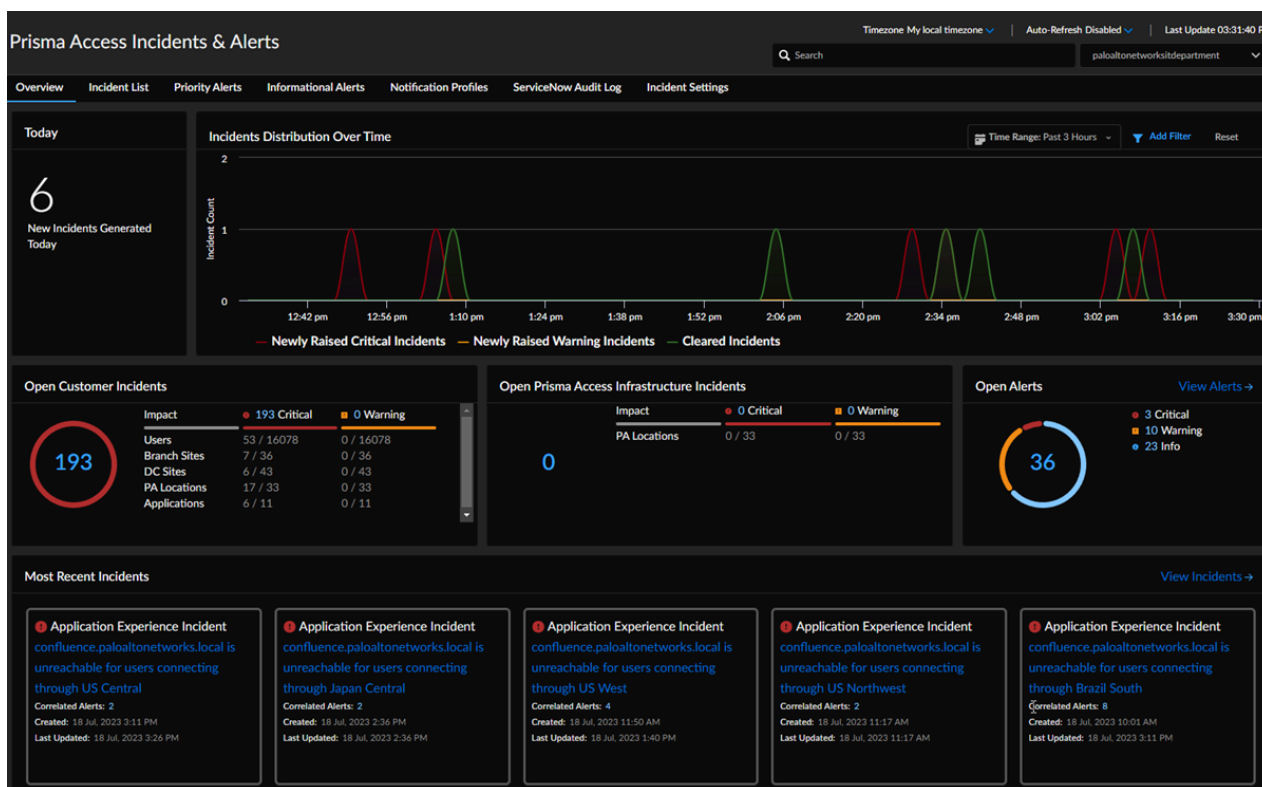 Prisma Access Incidents & Alerts
Timezone My local timezone
Auto-Refresh Disabled
Last Update 03:31:40 P
Search
paloaltonetworksitdepartment
Overview
Incident List
Priority Alerts
Informational Alerts
Notification Profiles
ServiceNow Audit Log
Incident Settings
Today
6
New Incidents Generated
Today
Incidents Distribution Over Time
Time Range: Past 3 Hours
Add Filter
Reset
Incident Count
2
1
0
12:42 pm
12:56 pm
1:10 pm
1:24 pm
1:38 pm
1:52 pm
2:06 pm
2:20 pm
2:34 pm
2:48 pm
3:02 pm
3:16 pm
3:30 pm
Newly Raised Critical Incidents
Newly Raised Warning Incidents
Cleared Incidents
Open Customer Incidents
193
Impact 193 Critical 0 Warning
Users 53 / 16078 0 / 16078
Branch Sites 7 / 36 0 / 36
DC Sites 6 / 43 0 / 43
PA Locations 17 / 33 0 / 33
Applications 6 / 11 0 / 11
Open Prisma Access Infrastructure Incidents
0
Impact 0 Critical 0 Warning
PA Locations 0 / 33 0 / 33
Open Alerts
View Alerts
36
3 Critical
10 Warning
23 Info
Most Recent Incidents
View Incidents
Application Experience Incident
confluence.paloaltonetworks.local is
unreachable for users connecting
through US Central
Correlated Alerts: 2
Created: 18 Jul, 2023 3:11 PM
Last Updated: 18 Jul, 2023 3:26 PM
Application Experience Incident
confluence.paloaltonetworks.local is
unreachable for users connecting
through Japan Central
Correlated Alerts: 2
Created: 18 Jul, 2023 2:36 PM
Last Updated: 18 Jul, 2023 2:36 PM
Application Experience Incident
confluence.paloaltonetworks.local is
unreachable for users connecting
through US West
Correlated Alerts: 4
Created: 18 Jul, 2023 11:50 AM
Last Updated: 18 Jul, 2023 1:40 PM
Application Experience Incident
confluence.paloaltonetworks.local is
unreachable for users connecting
through US Northwest
Correlated Alerts: 2
Created: 18 Jul, 2023 11:17 AM
Last Updated: 18 Jul, 2023 11:17 AM
Application Experience Incident
confluence.paloaltonetworks.local is
unreachable for users connecting
through Brazil South
Correlated Alerts: 8
Created: 18 Jul, 2023 10:01 AM
Last Updated: 18 Jul, 2023 3:11 PM